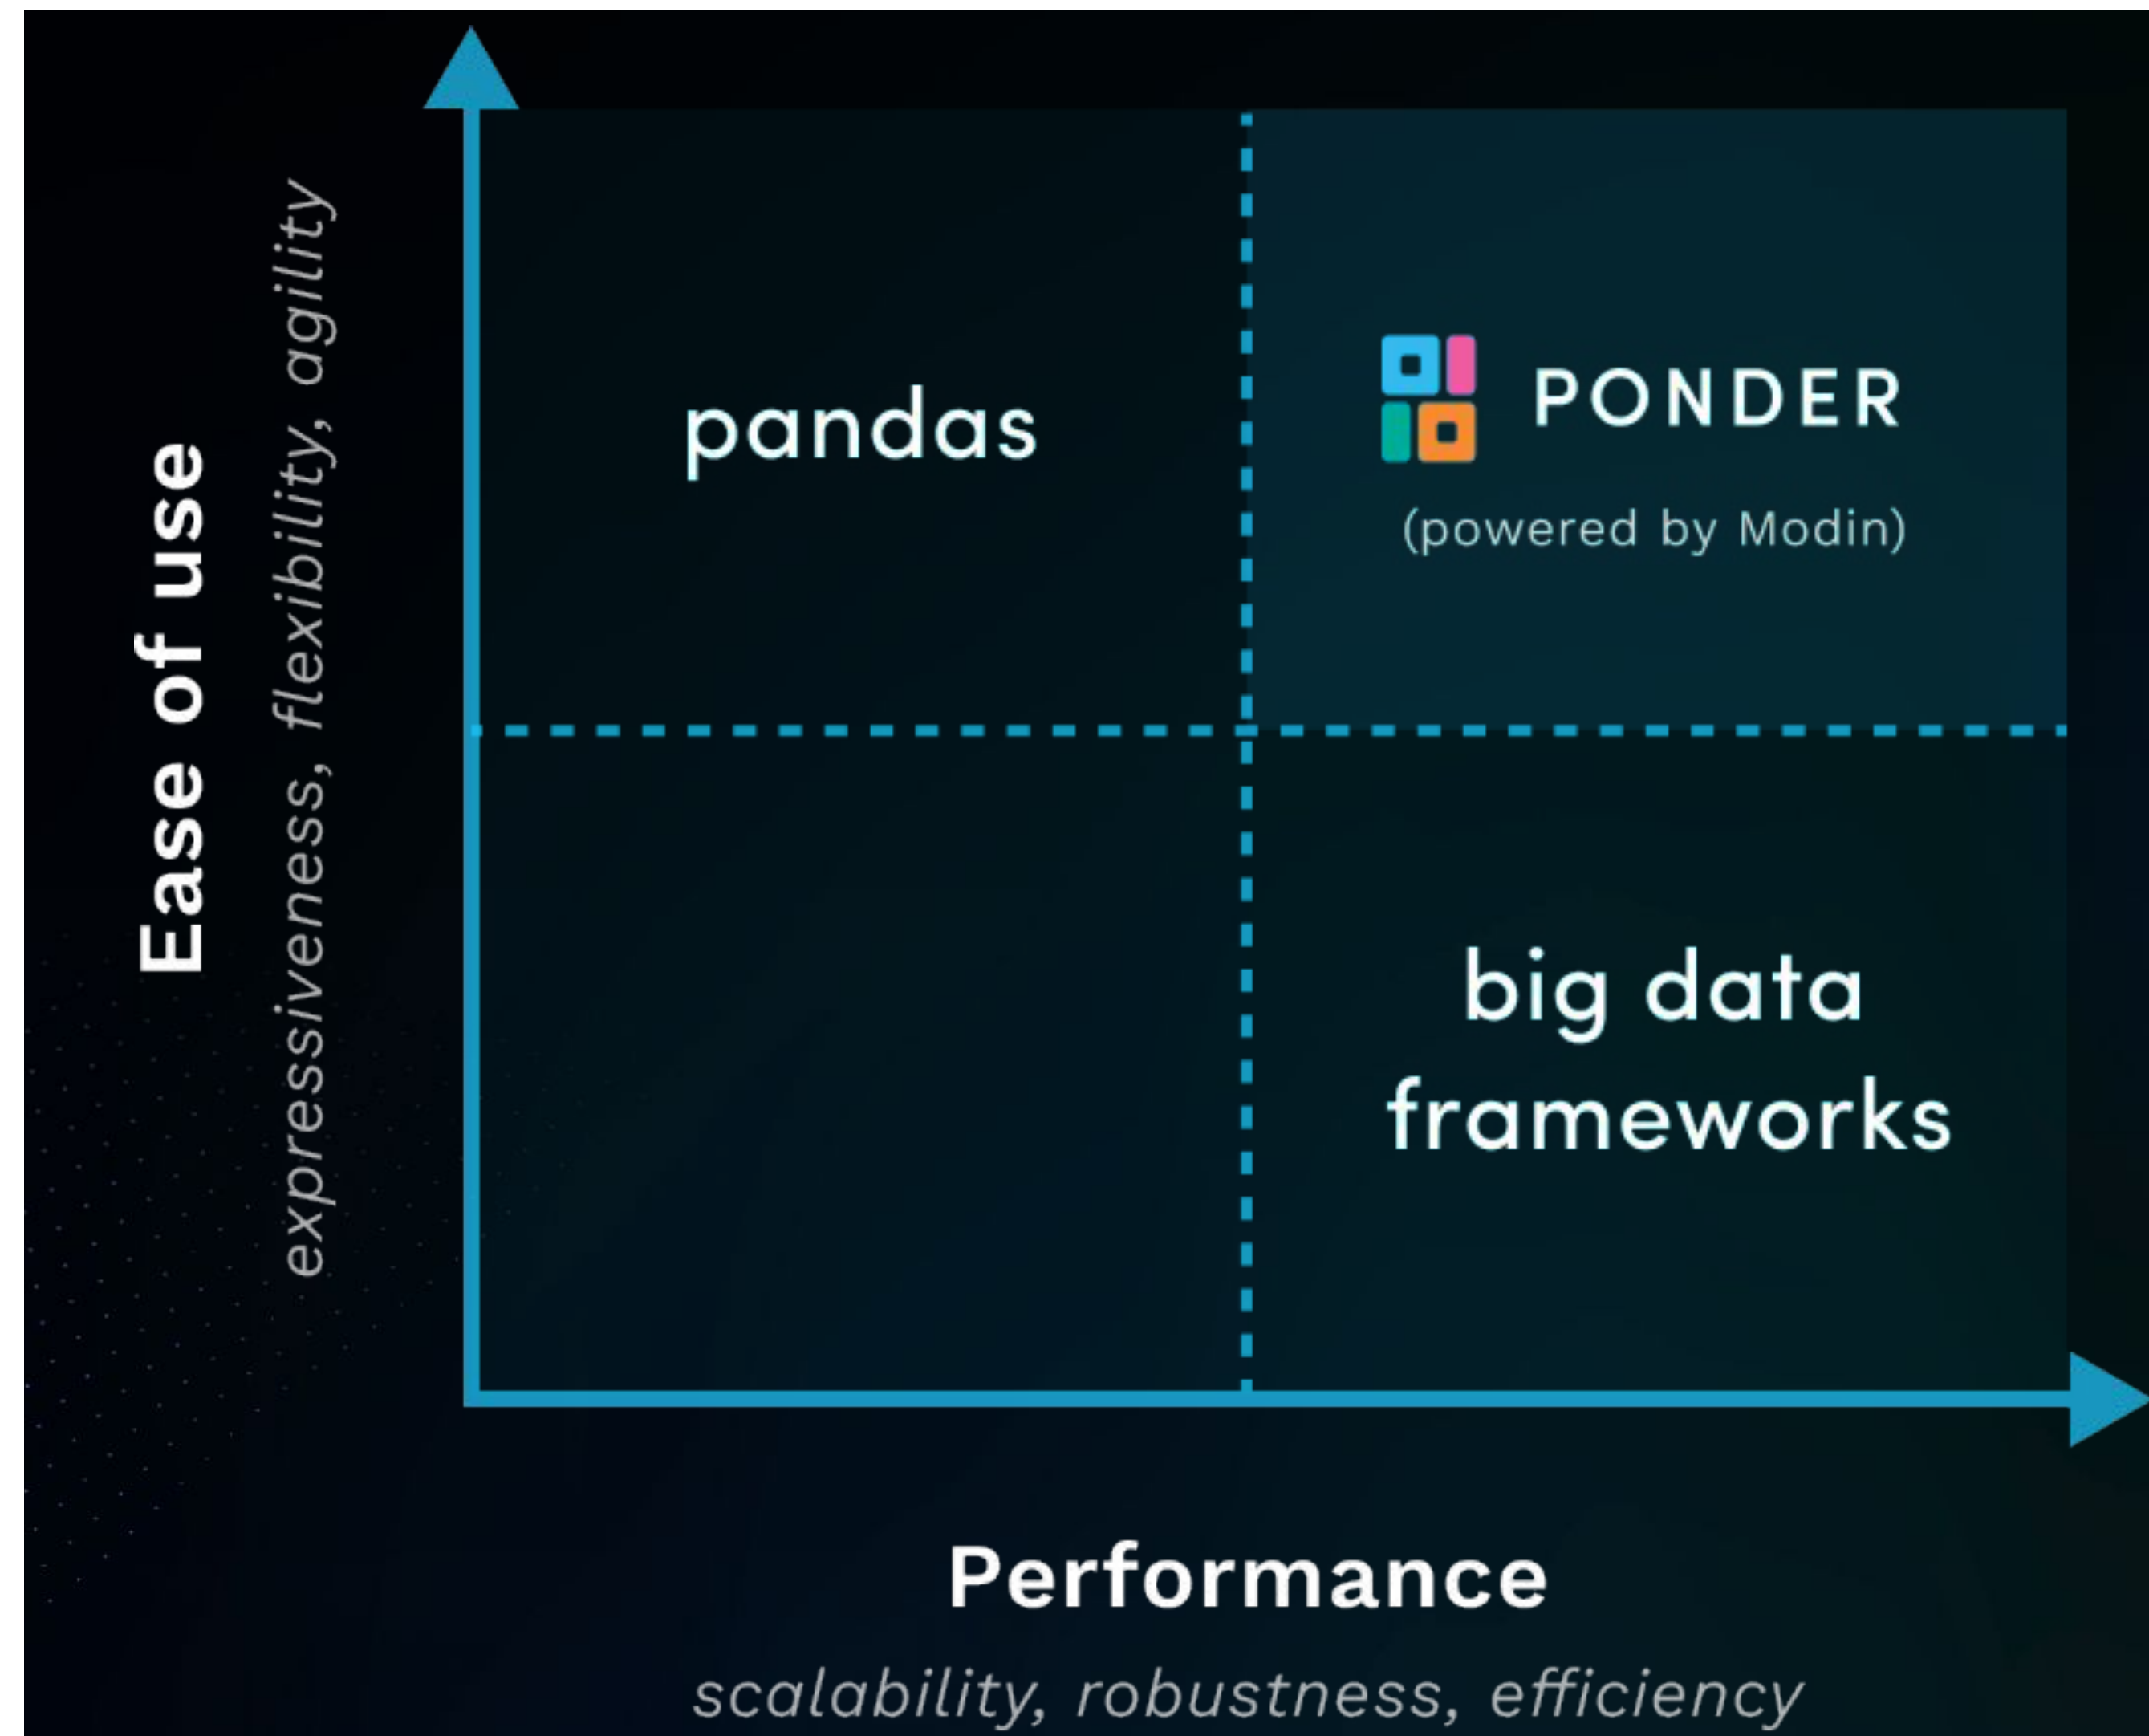 Ease of use
expressiveness, flexibility, agility
pandas
PONDER
(powered by Modin)
big data
frameworks
Performance
scalability, robustness, efficiency